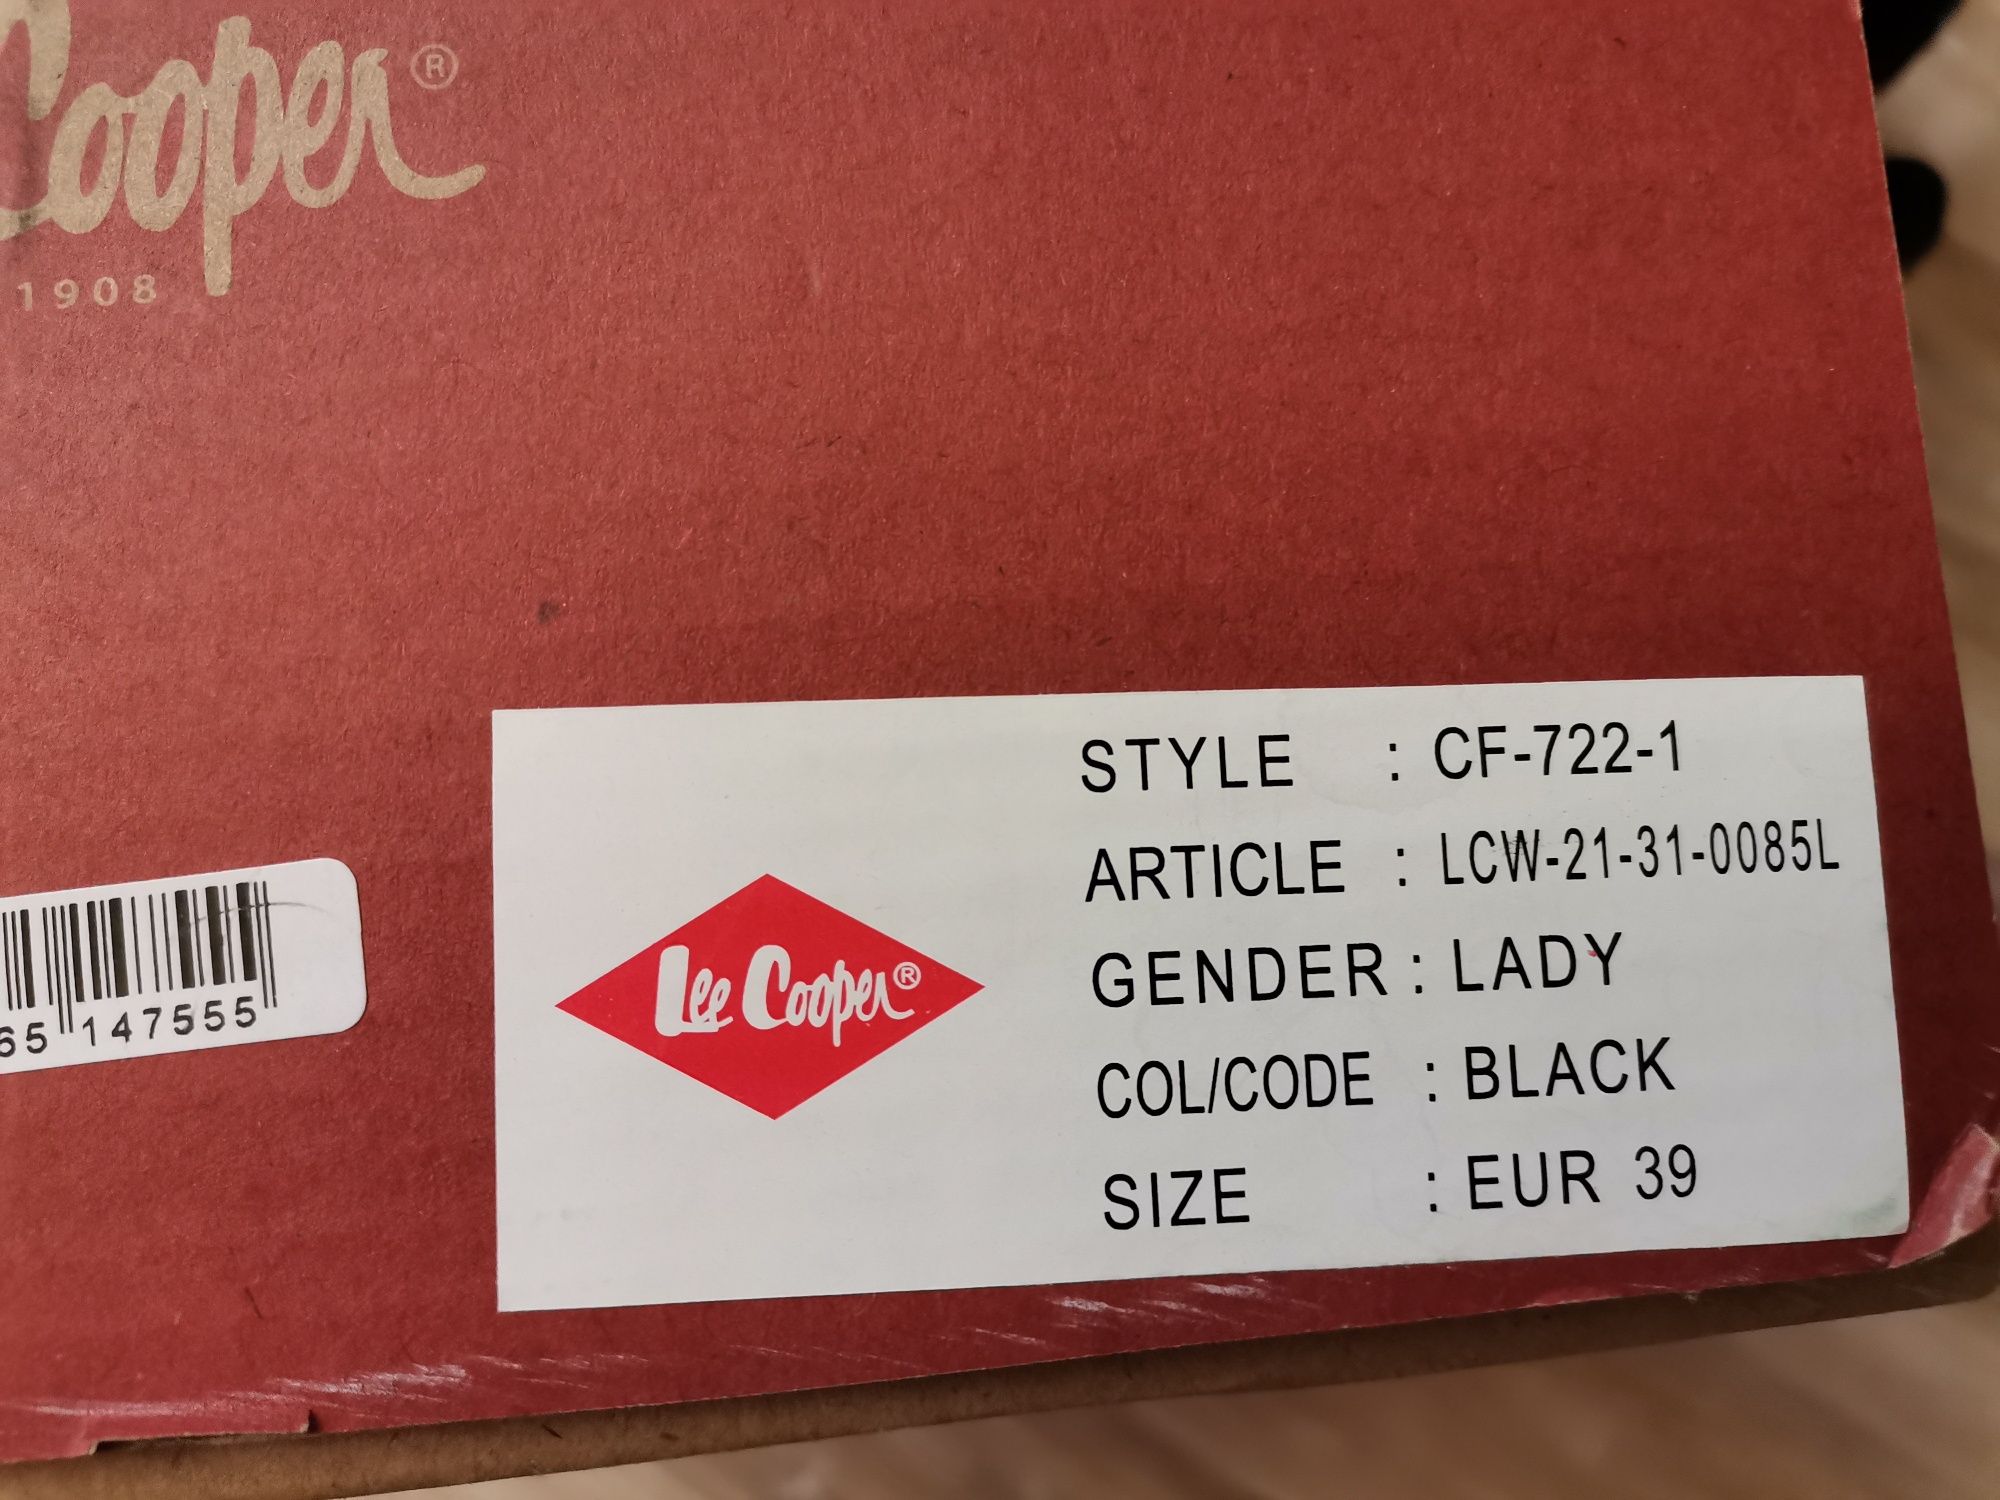 Cooper®
1908
65 147555
Lee Cooper®
STYLE : CF-722-1
ARTICLE : LCW-21-31-0085L
GENDER : LADY
COL/CODE : BLACK
SIZE : EUR 39